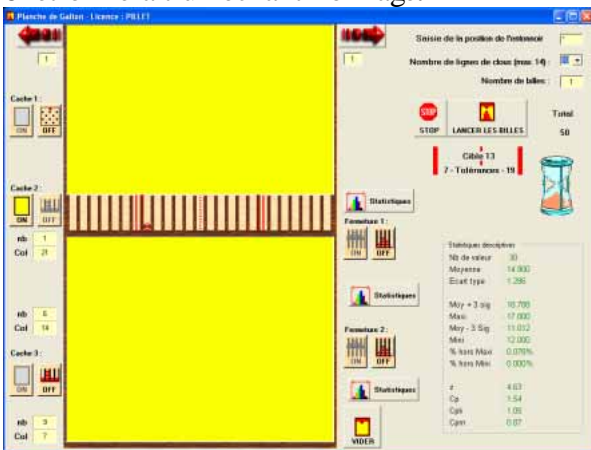 Planche de Galton - Licence : PILLET
1
1
Saisie de la position de l'entonnoir
Nombre de lignes de clous (max. 14) :
Nombre de billes : 1
Cache 1 :
ON OFF
STOP
STOP
LANCER LES BILLES
Total
50
Cible 13
7 - Tolérances - 19
Cache 2 :
ON OFF
Statistiques
Fermeture 1 :
ON OFF
nb 1
Col 21
Statistiques
nb 6
Col 14
Fermeture 2 :
ON OFF
Cache 3 :
ON OFF
Statistiques
nb 3
Col 7
VIDER
Statistiques descriptives
Nb de valeur 30
Moyenne 14.900
Ecart type 1.296
Moy + 3 sig 18.788
Maxi 17.000
Moy - 3 Sig 11.012
Mini 12.000
% hors Maxi 0.078%
% hors Mini 0.000%
z 4.63
Cp 1.54
Cpk 1.05
Cpm 0.87